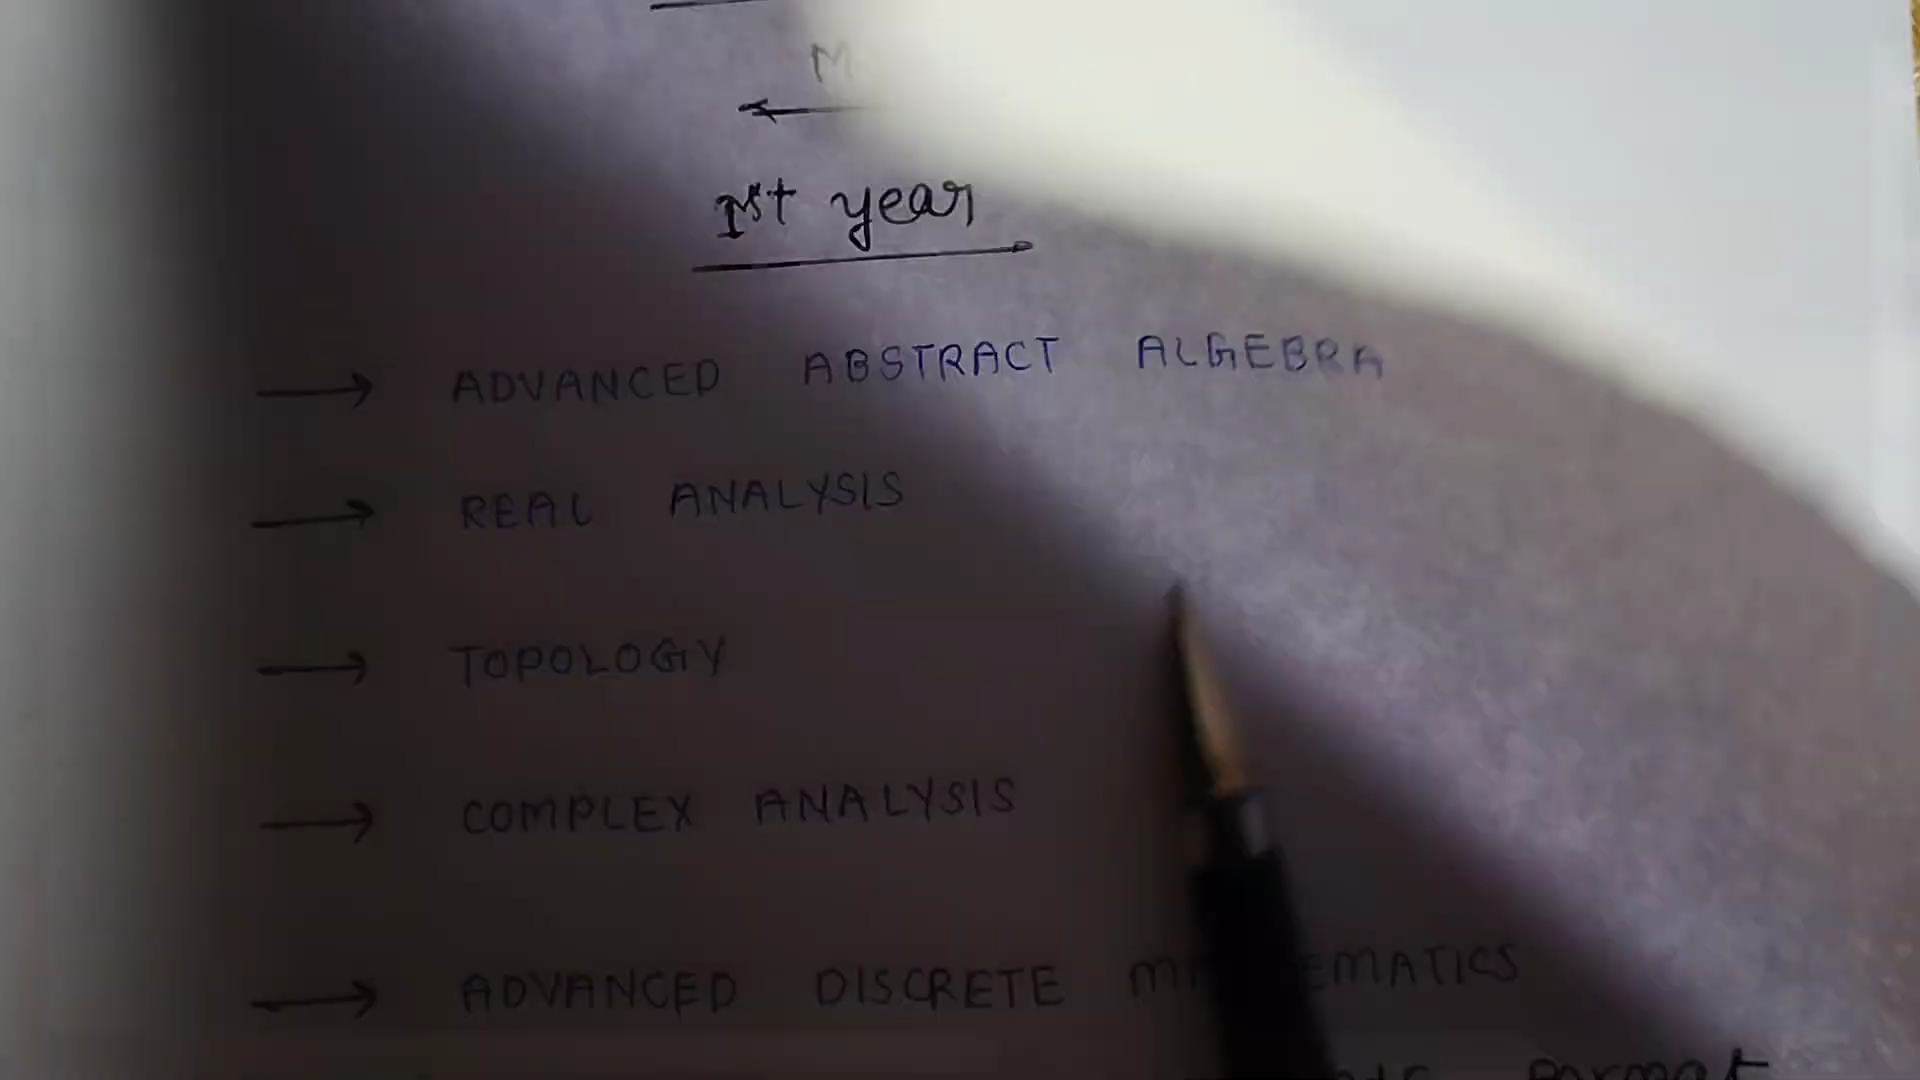 1st year
→ ADVANCED ABSTRACT ALGEBRA
→ REAL ANALYSIS
→ TOPOLOGY
→ COMPLEX ANALYSIS
→ ADVANCED DISCRETE